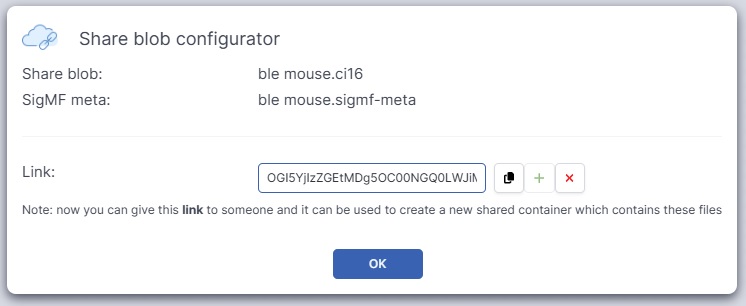 Share blob configurator
Share blob: ble mouse.ci16
SigMF meta: ble mouse.sigmf-meta
Link: OGI5YjIzZGEtMDg5OC00NGQ0LWJiM
Note: now you can give this link to someone and it can be used to create a new shared container which contains these files
OK